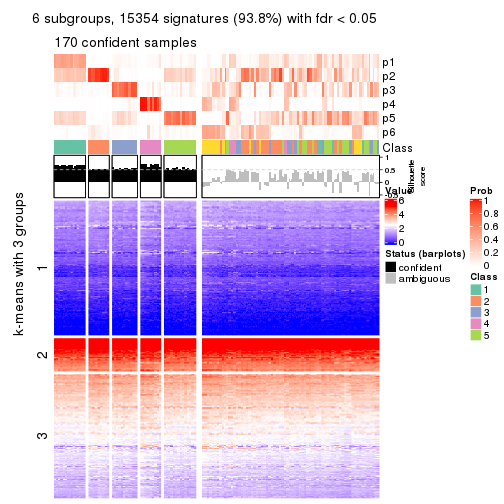 6 subgroups, 15354 signatures (93.8%) with fdr < 0.05
170 confident samples
p1
p2
p3
p4
p5
p6
Class
1
0.5
0
Silhouette
score
k-means with 3 groups
1
2
3
Value
6
4
2
0
Status (barplots)
confident
ambiguous
Prob
1
0.8
0.6
0.4
0.2
0
Class
1
2
3
4
5